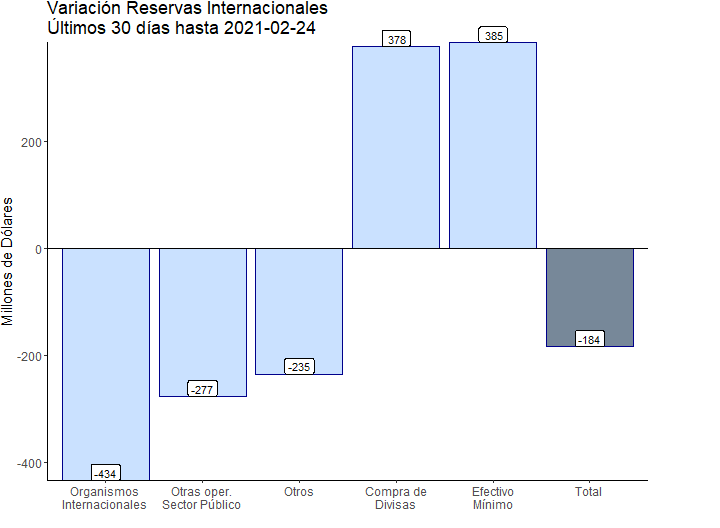 Variación Reservas Internacionales
Últimos 30 días hasta 2021-02-24
Millones de Dólares
200
0
-200
-400
378
385
-434
-277
-235
-184
Organismos
Internacionales
Otras oper.
Sector Público
Otros
Compra de
Divisas
Efectivo
Mínimo
Total